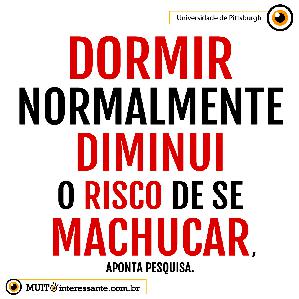 Universidade de Pittsburgh
DORMIR
NORMALMENTE
DIMINUI
O RISCO DE SE
MACHUCAR,
APONTA PESQUISA.
MUITOinteressante.com.br